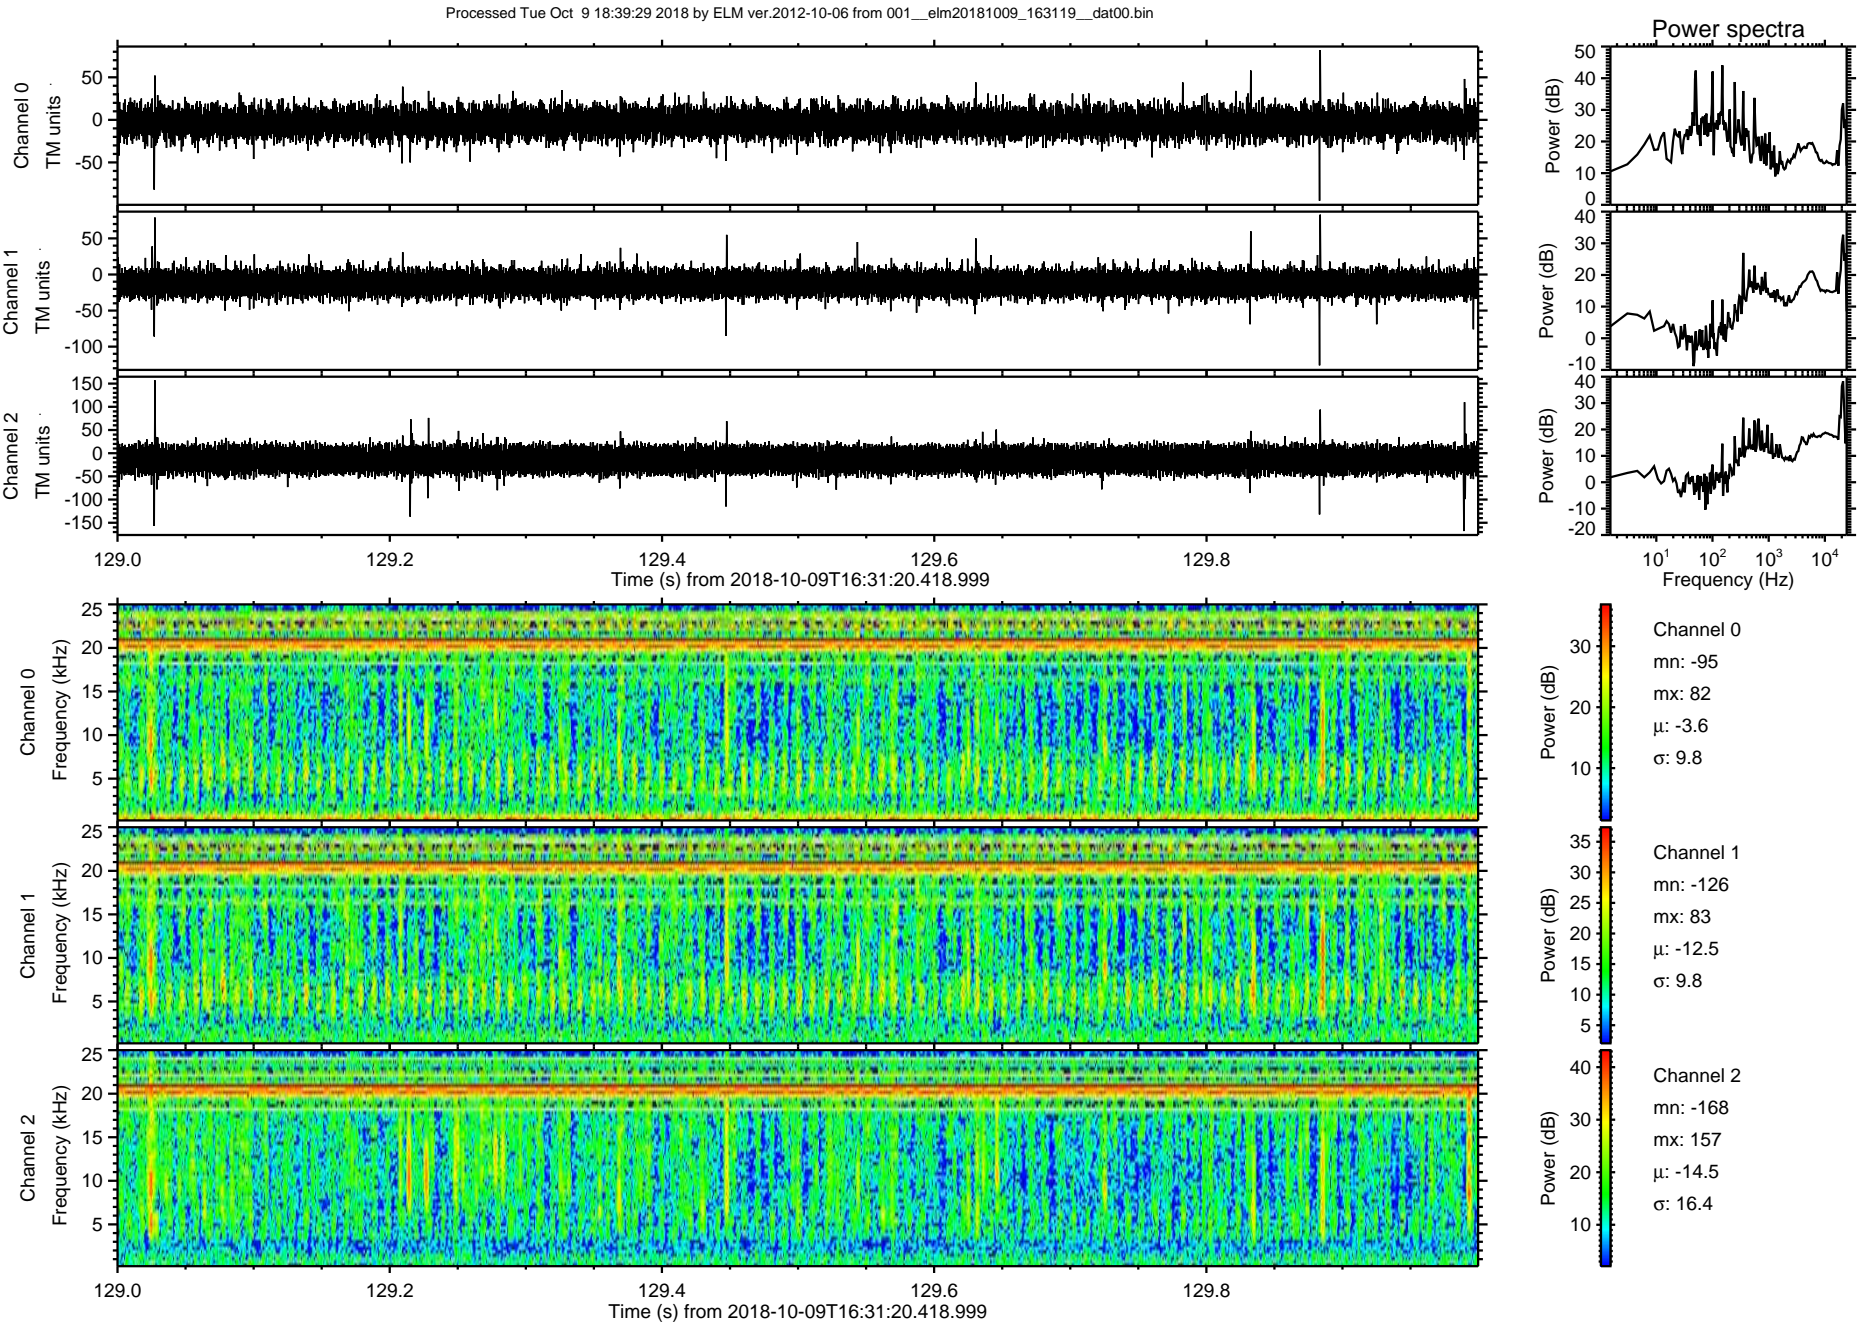 Processed Tue Oct  9 18:39:29 2018 by ELM ver.2012-10-06 from 001__elm20181009_163119__dat00.bin
Power spectra
Channel 0
TM units
50
0
-50
Power (dB)
50
40
30
20
10
0
Channel 1
TM units
50
0
-50
-100
Power (dB)
40
30
20
10
0
-10
Channel 2
TM units
150
100
50
0
-50
-100
-150
Power (dB)
40
30
20
10
0
-10
-20
129.0 129.2 129.4 129.6 129.8
Time (s) from 2018-10-09T16:31:20.418.999
10¹ 10² 10³ 10⁴
Frequency (Hz)
Channel 0
Frequency (kHz)
25
20
15
10
5
Power (dB)
30
20
10
Channel 0
mn: -95
mx: 82
μ: -3.6
σ: 9.8
Channel 1
Frequency (kHz)
25
20
15
10
5
Power (dB)
35
30
25
20
15
10
5
Channel 1
mn: -126
mx: 83
μ: -12.5
σ: 9.8
Channel 2
Frequency (kHz)
25
20
15
10
5
Power (dB)
40
30
20
10
Channel 2
mn: -168
mx: 157
μ: -14.5
σ: 16.4
129.0 129.2 129.4 129.6 129.8
Time (s) from 2018-10-09T16:31:20.418.999